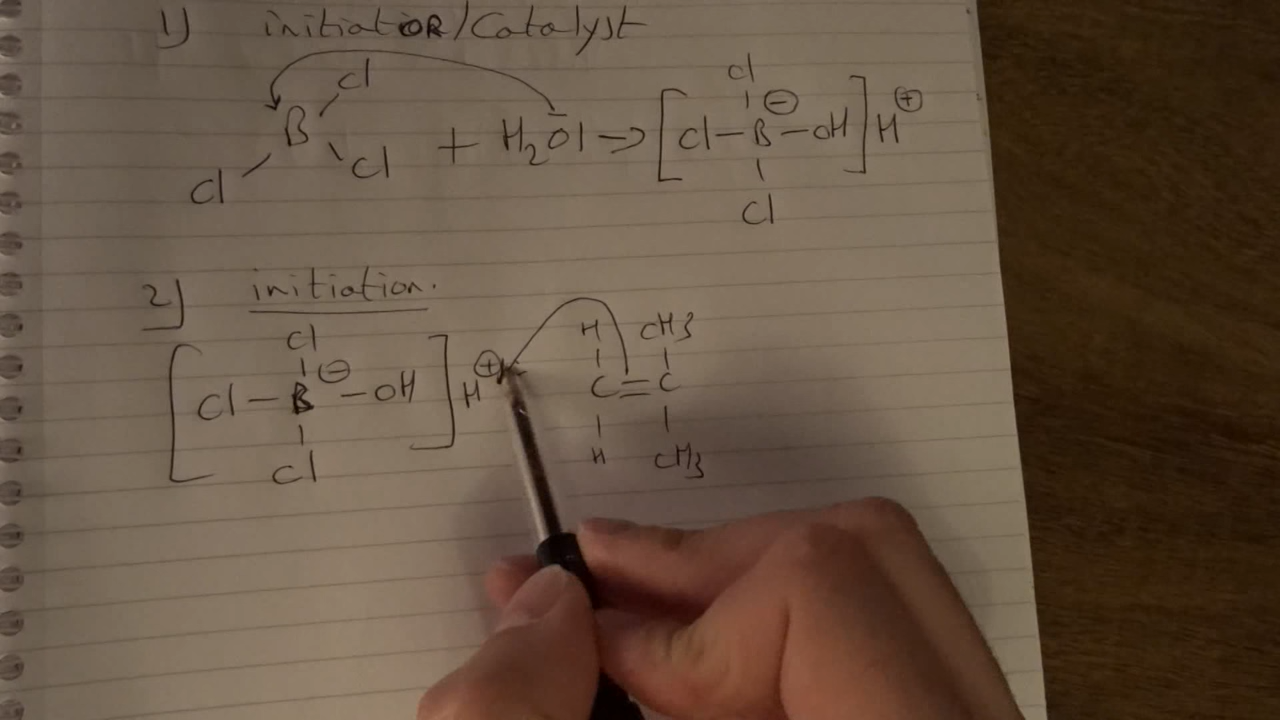 1) initiatOR/Catalyst
Cl
Cl
B
+ H₂O| → [Cl-B-OH]H⊕
Cl
Cl
⊖
Cl
2) initiation.
Cl
H CH3
[Cl-B-OH]H⊕
⊖
C=C
Cl
H CH3